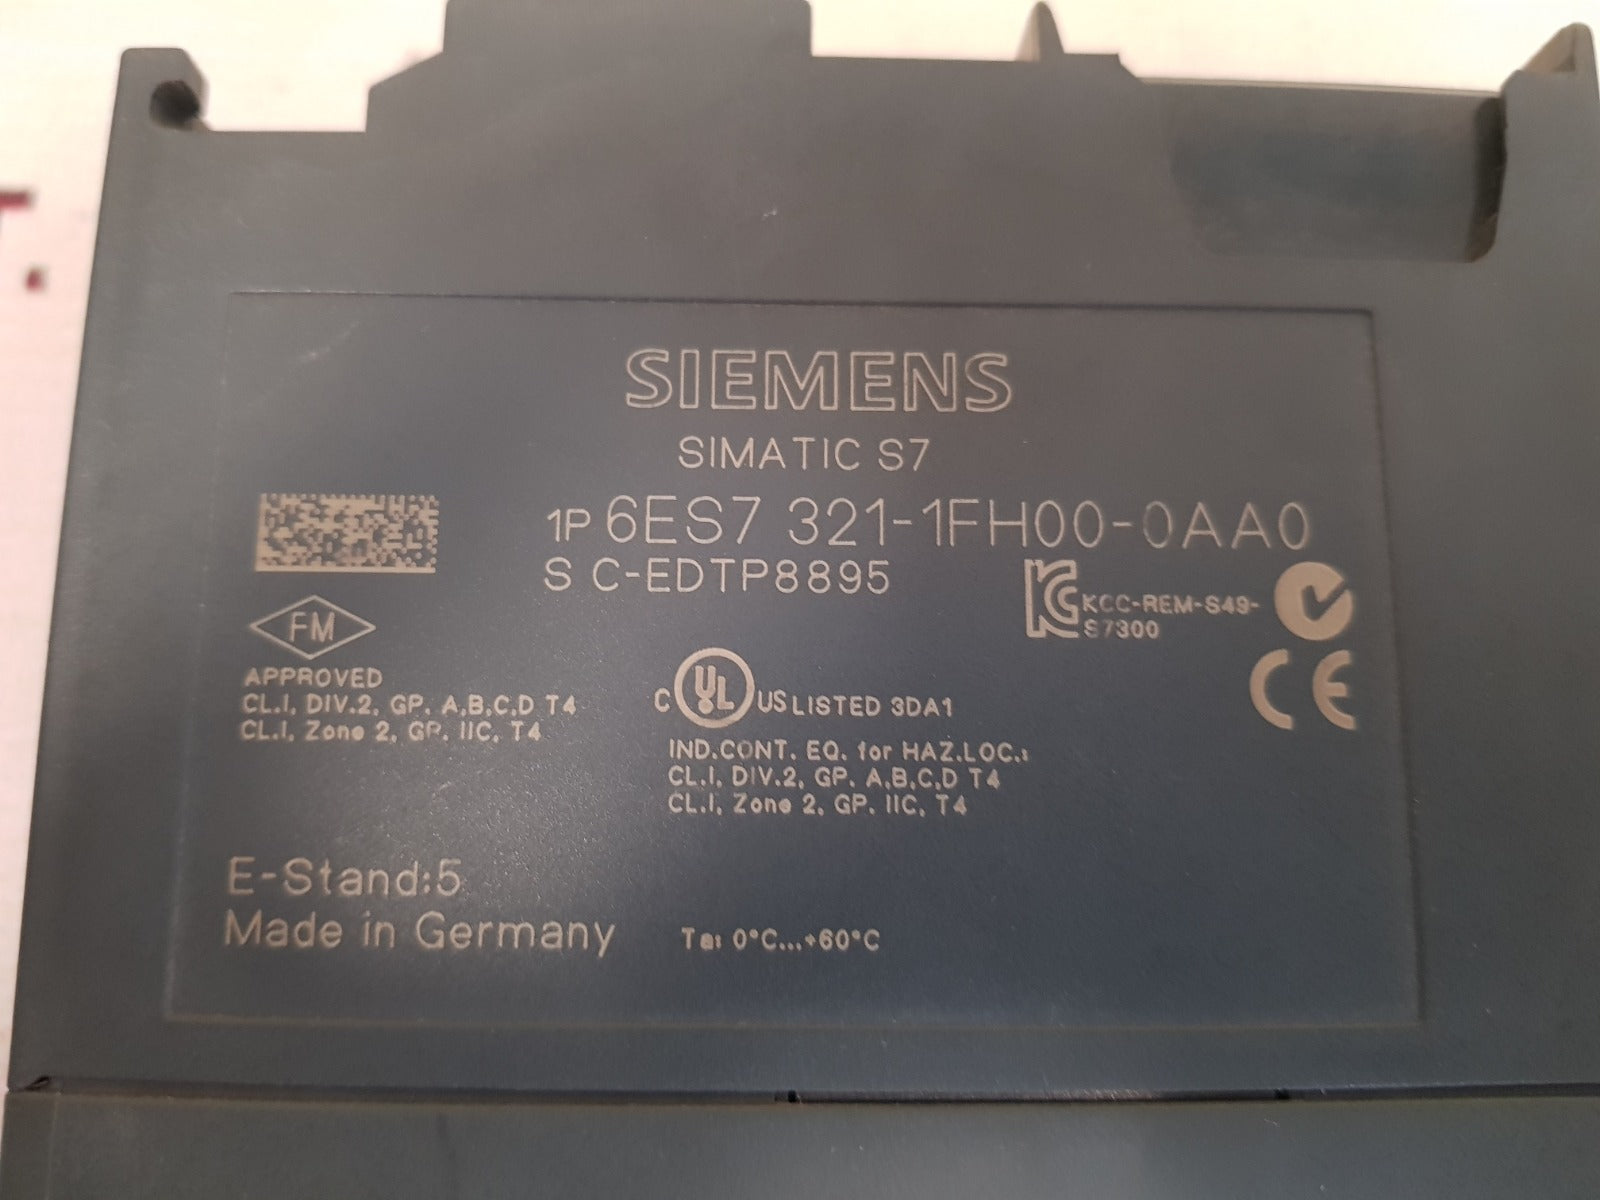 SIEMENS
SIMATIC S7
1P 6ES7 321-1FH00-0AA0
S C-EDTP8895
KCC-REM-S49-
S7300
FM
APPROVED
CL.I, DIV.2, GP. A,B,C,D T4
CL.I, Zone 2, GP. IIC, T4
C UL US LISTED 3DA1
IND.CONT. EQ. for HAZ.LOC.:
CL.I, DIV.2, GP. A,B,C,D T4
CL.I, Zone 2, GP. IIC, T4
CE
E-Stand:5
Made in Germany
Ta: 0°C...+60°C